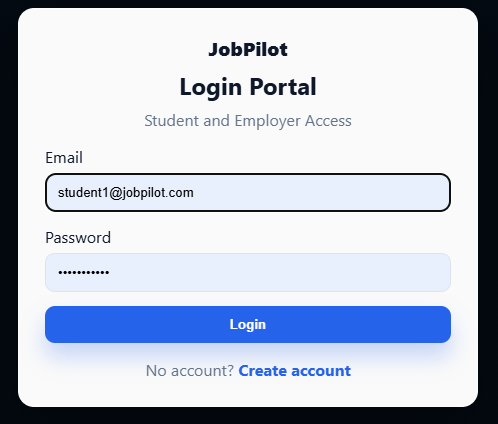 JobPilot
Login Portal
Student and Employer Access
Email
student1@jobpilot.com
Password
•••••••••••
Login
No account? Create account